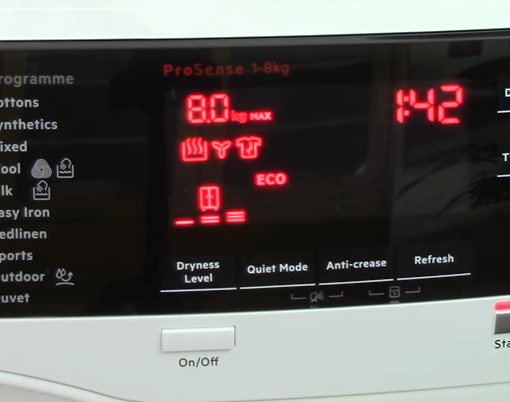 ProSense 1-8kg
rogramme
8.0 kg MAX
1:42
ottons
ynthetics
ixed
ool
lk
ECO
asy Iron
edlinen
ports
utdoor
uvet
Dryness Level
Quiet Mode
Anti-crease
Refresh
On/Off
Sta
D
T